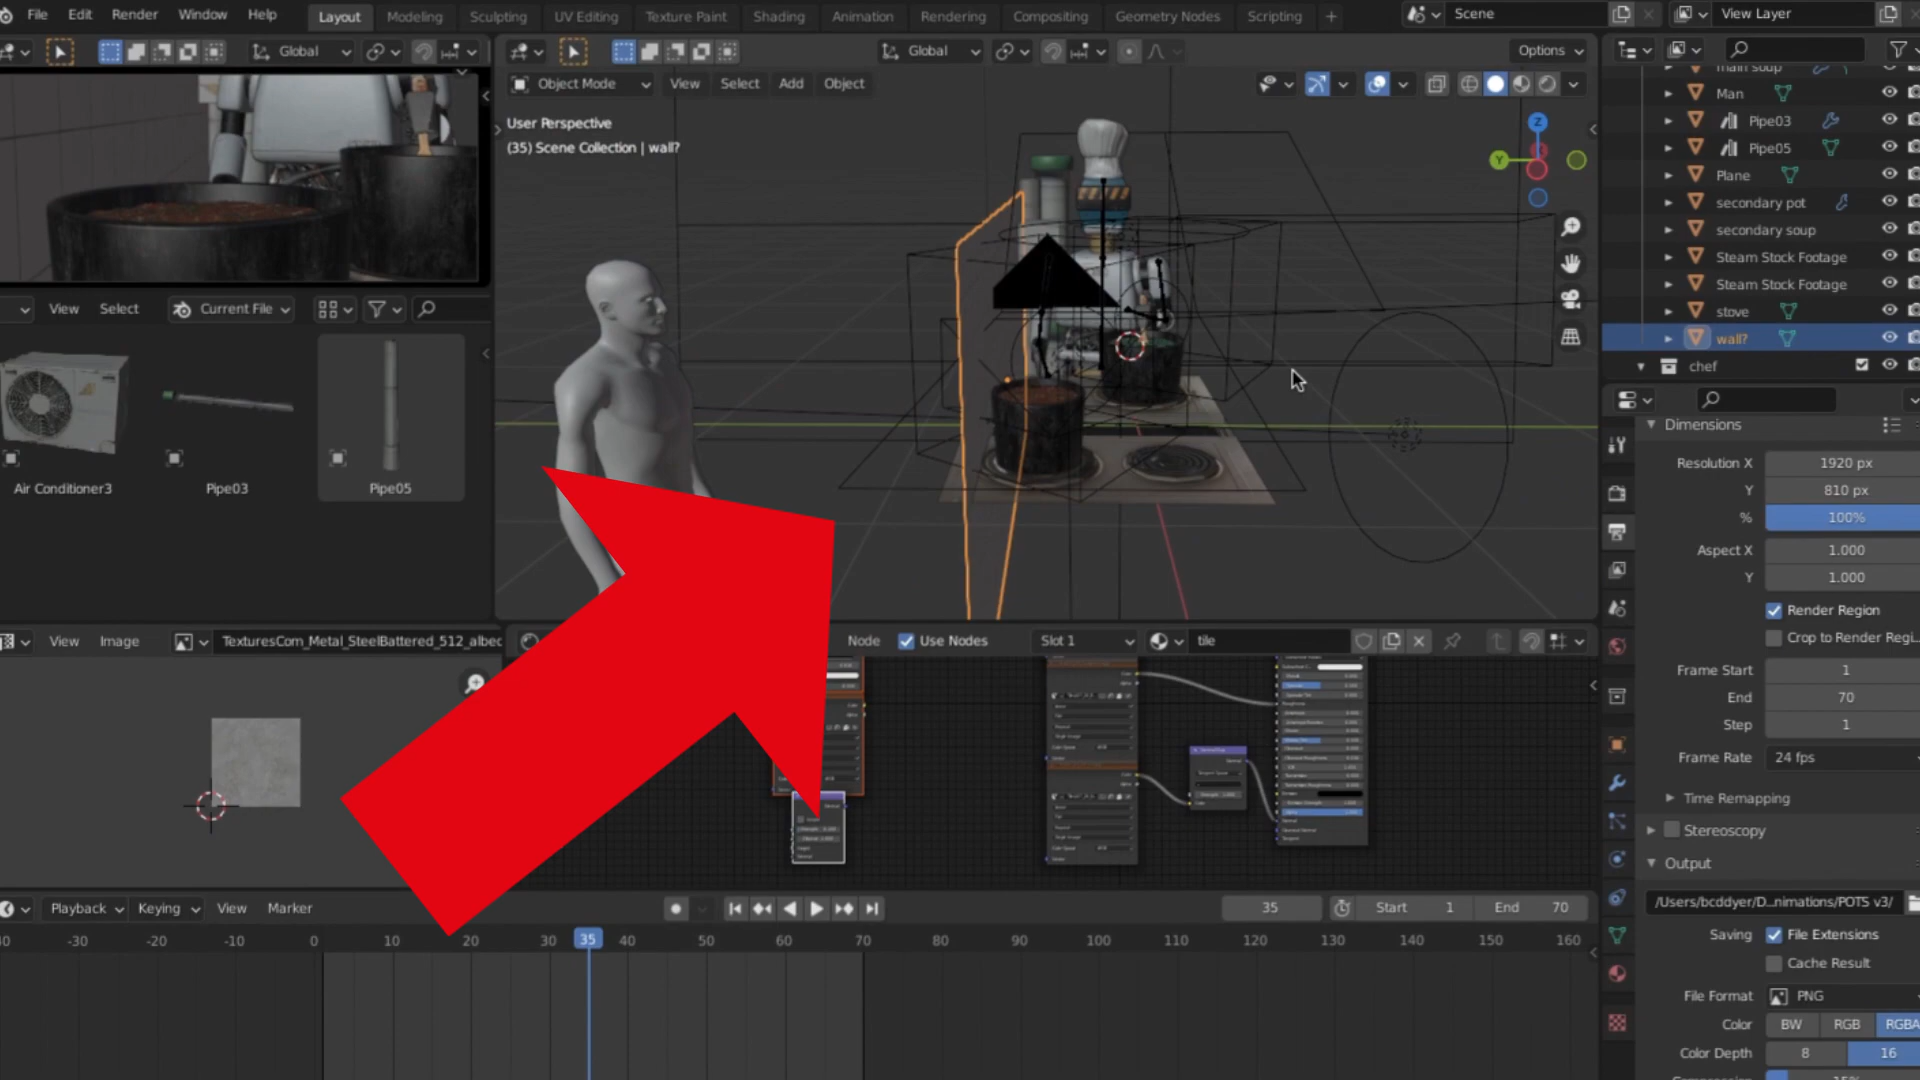 File Edit Render Window Help Layout Modeling Sculpting UV Editing Texture Paint Shading Animation Rendering Compositing Geometry Nodes Scripting + Scene View Layer
Global Global Options
Object Mode View Select Add Object
User Perspective
(35) Scene Collection | wall?
Z
Y
main soup
Man
Pipe03
Pipe05
Plane
secondary pot
secondary soup
Steam Stock Footage
Steam Stock Footage
stove
wall?
chef
View Select Current File
Air Conditioner3 Pipe03 Pipe05
Dimensions
Resolution X 1920 px
Y 810 px
% 100%
Aspect X 1.000
Y 1.000
Render Region
Crop to Render Regi...
Frame Start 1
End 70
Step 1
Frame Rate 24 fps
Time Remapping
Stereoscopy
Output
/Users/bcddyer/D...nimations/POTS v3/
Saving File Extensions
Cache Result
File Format PNG
Color BW RGB RGBA
Color Depth 8 16
View Image TexturesCom_Metal_SteelBattered_512_albed
Node Use Nodes Slot 1 tile
Playback Keying View Marker 35 Start 1 End 70
-30 -20 -10 0 10 20 30 35 40 50 60 70 80 90 100 110 120 130 140 150 160